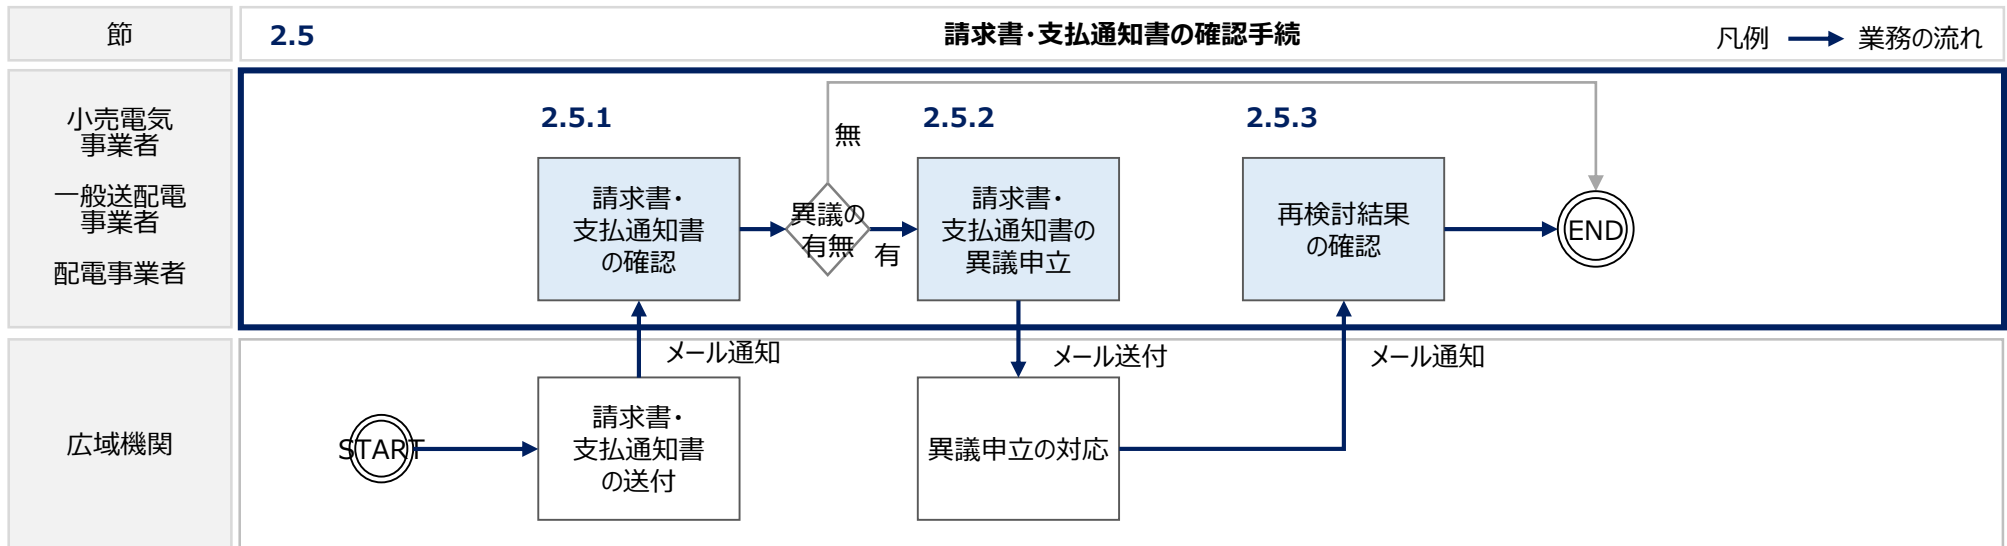 節
2.5
請求書・支払通知書の確認手続
凡例
業務の流れ
小売電気
事業者
一般送配電
事業者
配電事業者
2.5.1
請求書・
支払通知書
の確認
異議の
有無
無
有
2.5.2
請求書・
支払通知書の
異議申立
2.5.3
再検討結果
の確認
END
メール通知
メール送付
メール通知
広域機関
START
請求書・
支払通知書
の送付
異議申立の対応